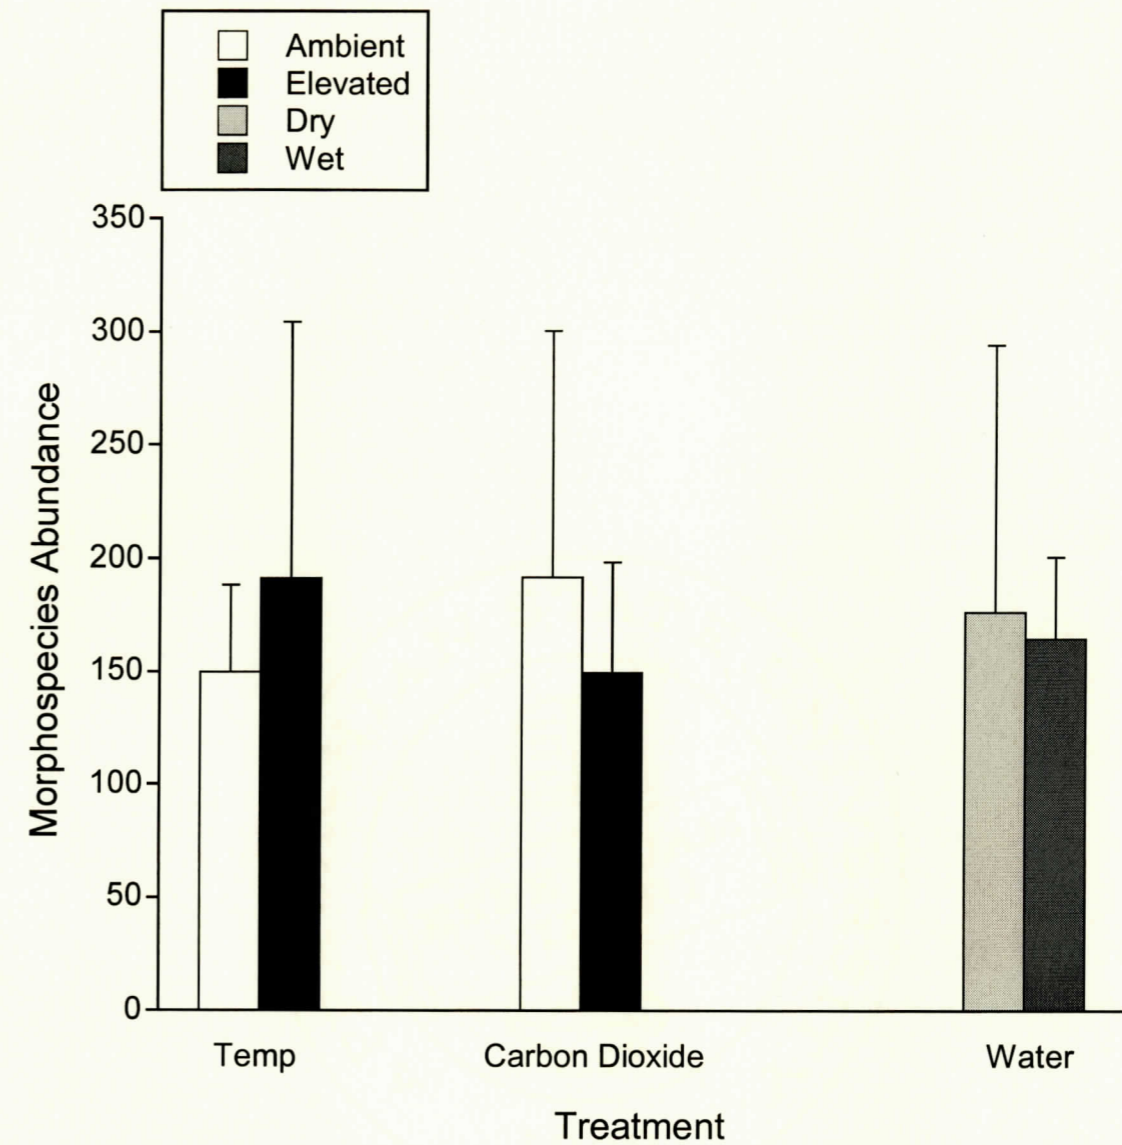 Ambient
Elevated
Dry
Wet
350
300
250
200
150
100
50
0
Morphospecies Abundance
Temp
Carbon Dioxide
Water
Treatment